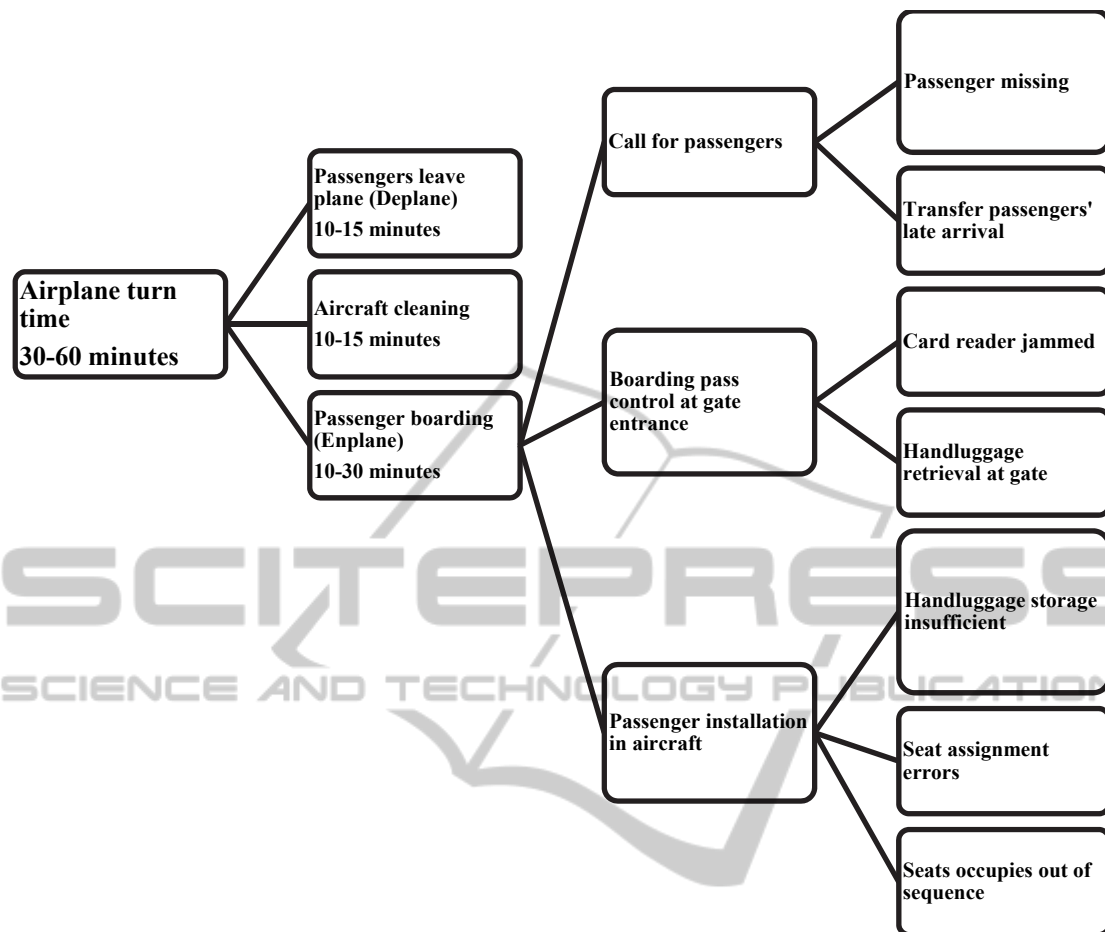 Airplane turn
time
30-60 minutes
Passengers leave
plane (Deplane)
10-15 minutes
Aircraft cleaning
10-15 minutes
Passenger boarding
(Enplane)
10-30 minutes
Call for passengers
Boarding pass
control at gate
entrance
Passenger installation
in aircraft
Passenger missing
Transfer passengers'
late arrival
Card reader jammed
Handluggage
retrieval at gate
Handluggage storage
insufficient
Seat assignment
errors
Seats occupies out of
sequence
SCITEPRESS
SCIENCE AND TECHNOLOGY PUBLICATION